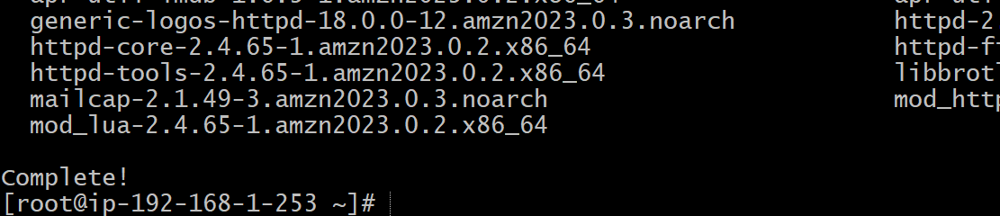 generic-logos-httpd-18.0.0-12.amzn2023.0.3.noarch httpd-2
httpd-core-2.4.65-1.amzn2023.0.2.x86_64 httpd-f
httpd-tools-2.4.65-1.amzn2023.0.2.x86_64 libbrotl
mailcap-2.1.49-3.amzn2023.0.3.noarch mod_http
mod_lua-2.4.65-1.amzn2023.0.2.x86_64
Complete!
[root@ip-192-168-1-253 ~]#